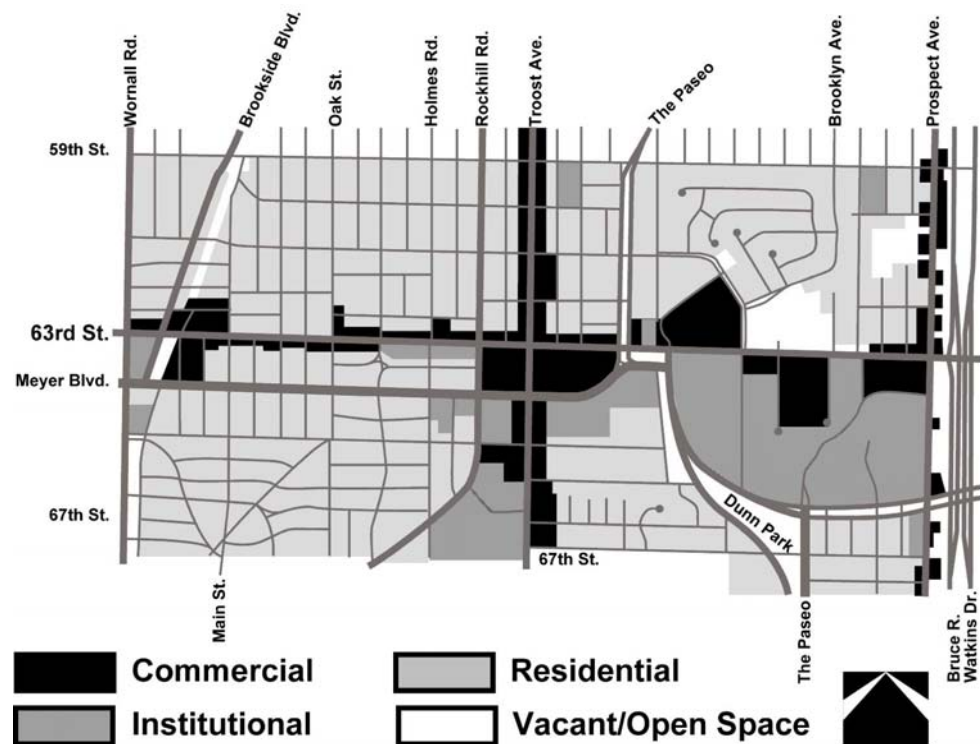 Wornall Rd.
Brookside Blvd.
Oak St.
Holmes Rd.
Rockhill Rd.
Troost Ave.
The Paseo
Brooklyn Ave.
Prospect Ave.
59th St.
63rd St.
Meyer Blvd.
67th St.
Dunn Park
67th St.
Main St.
The Paseo
Bruce R.
Watkins Dr.
Commercial
Residential
Institutional
Vacant/Open Space